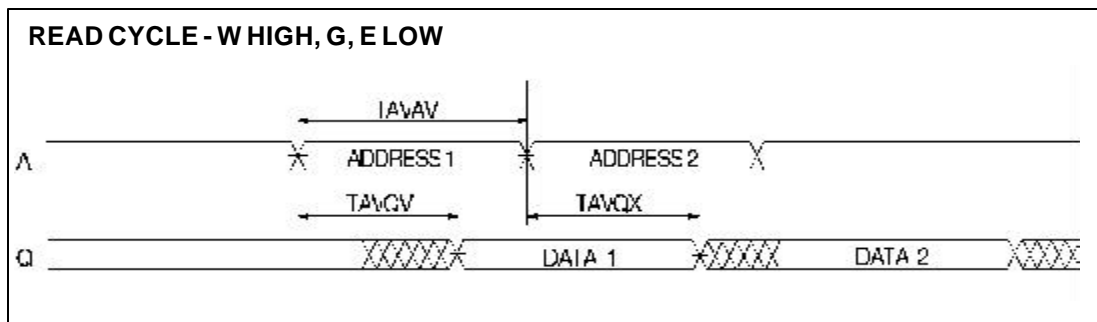 READ CYCLE - W HIGH, G, E LOW
TAVAV
A ADDRESS 1 ADDRESS 2
TAVQV TAVQX
Q DATA 1 DATA 2